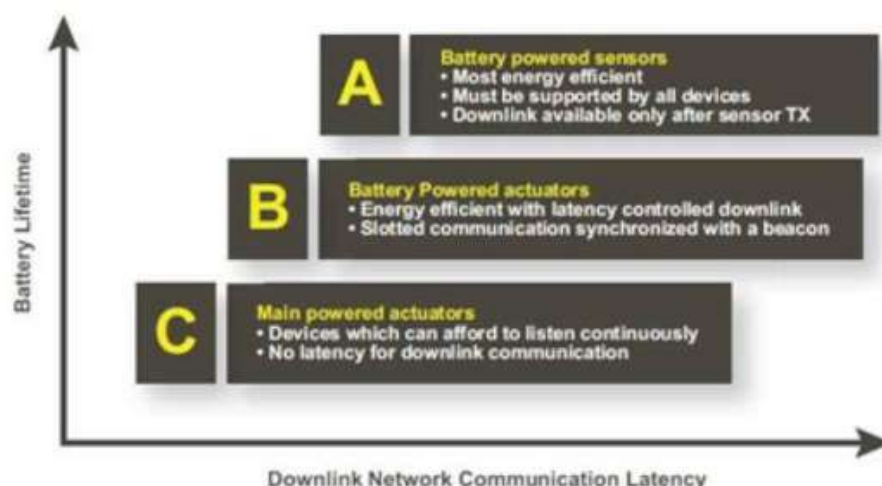 Battery Lifetime
A
Battery powered sensors
• Most energy efficient
• Must be supported by all devices
• Downlink available only after sensor TX
B
Battery Powered actuators
• Energy efficient with latency controlled downlink
• Slotted communication synchronized with a beacon
C
Main powered actuators
• Devices which can afford to listen continuously
• No latency for downlink communication
Downlink Network Communication Latency